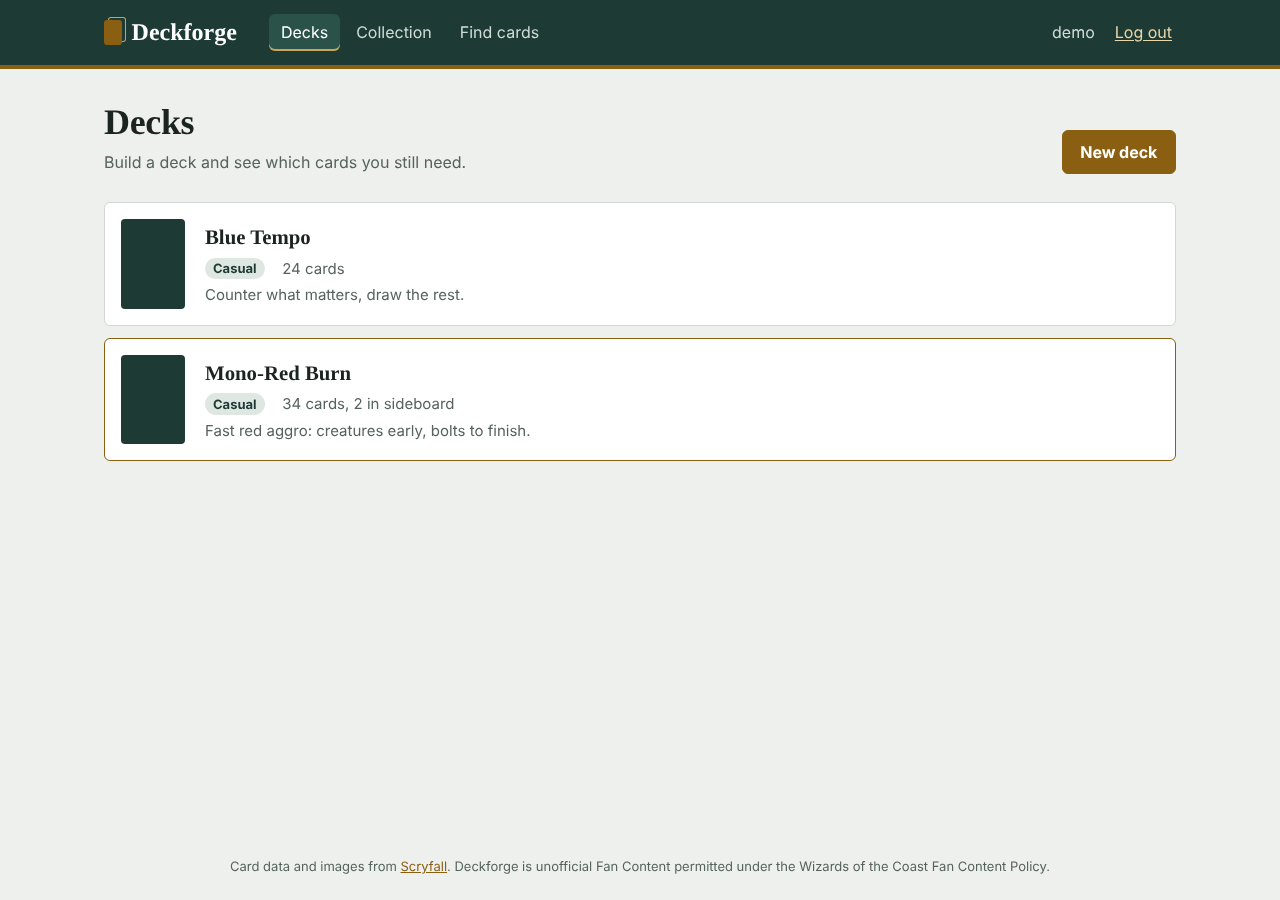 Deckforge Decks Collection Find cards demo Log out
Decks
Build a deck and see which cards you still need.
New deck
Blue Tempo
Casual 24 cards
Counter what matters, draw the rest.
Mono-Red Burn
Casual 34 cards, 2 in sideboard
Fast red aggro: creatures early, bolts to finish.
Card data and images from Scryfall. Deckforge is unofficial Fan Content permitted under the Wizards of the Coast Fan Content Policy.